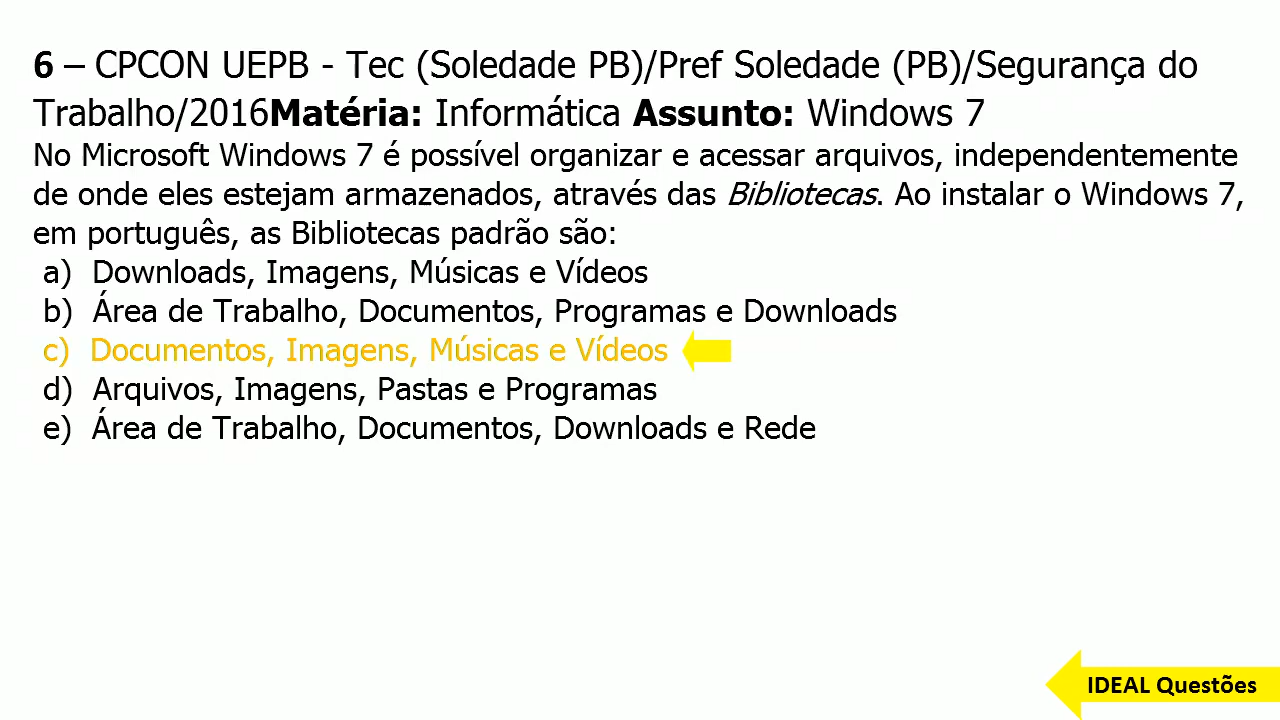 6 – CPCON UEPB - Tec (Soledade PB)/Pref Soledade (PB)/Segurança do
Trabalho/2016Matéria: Informática Assunto: Windows 7
No Microsoft Windows 7 é possível organizar e acessar arquivos, independentemente
de onde eles estejam armazenados, através das Bibliotecas. Ao instalar o Windows 7,
em português, as Bibliotecas padrão são:
a) Downloads, Imagens, Músicas e Vídeos
b) Área de Trabalho, Documentos, Programas e Downloads
c) Documentos, Imagens, Músicas e Vídeos
d) Arquivos, Imagens, Pastas e Programas
e) Área de Trabalho, Documentos, Downloads e Rede
IDEAL Questões